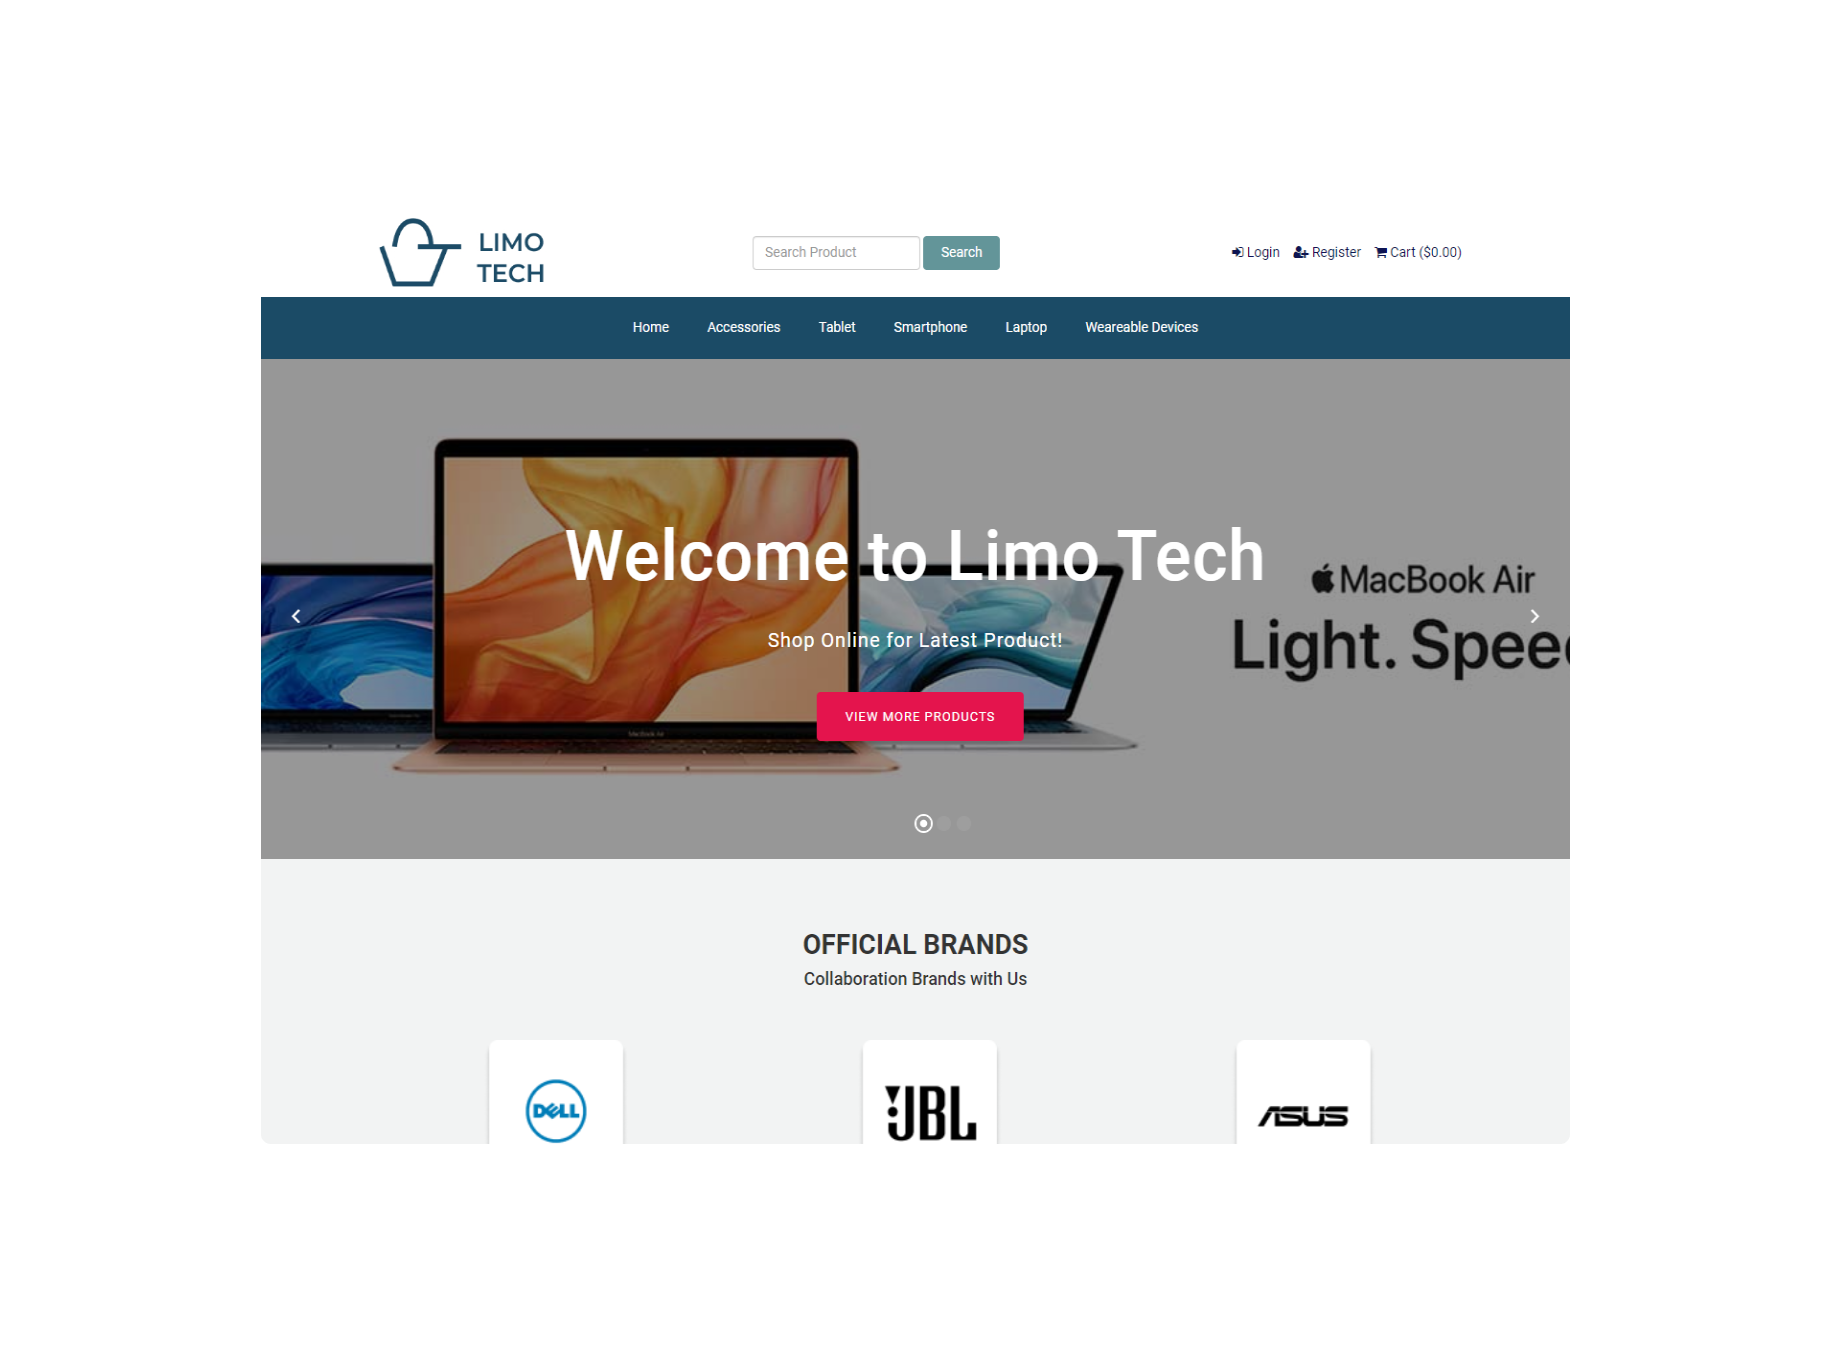 LIMO
TECH
Search Product
Search
Login
Register
Cart ($0.00)
Home
Accessories
Tablet
Smartphone
Laptop
Weareable Devices
Welcome to Limo Tech
MacBook Air
Light. Spee
Shop Online for Latest Product!
VIEW MORE PRODUCTS
MacBook Air
OFFICIAL BRANDS
Collaboration Brands with Us
DELL
JBL
ASUS